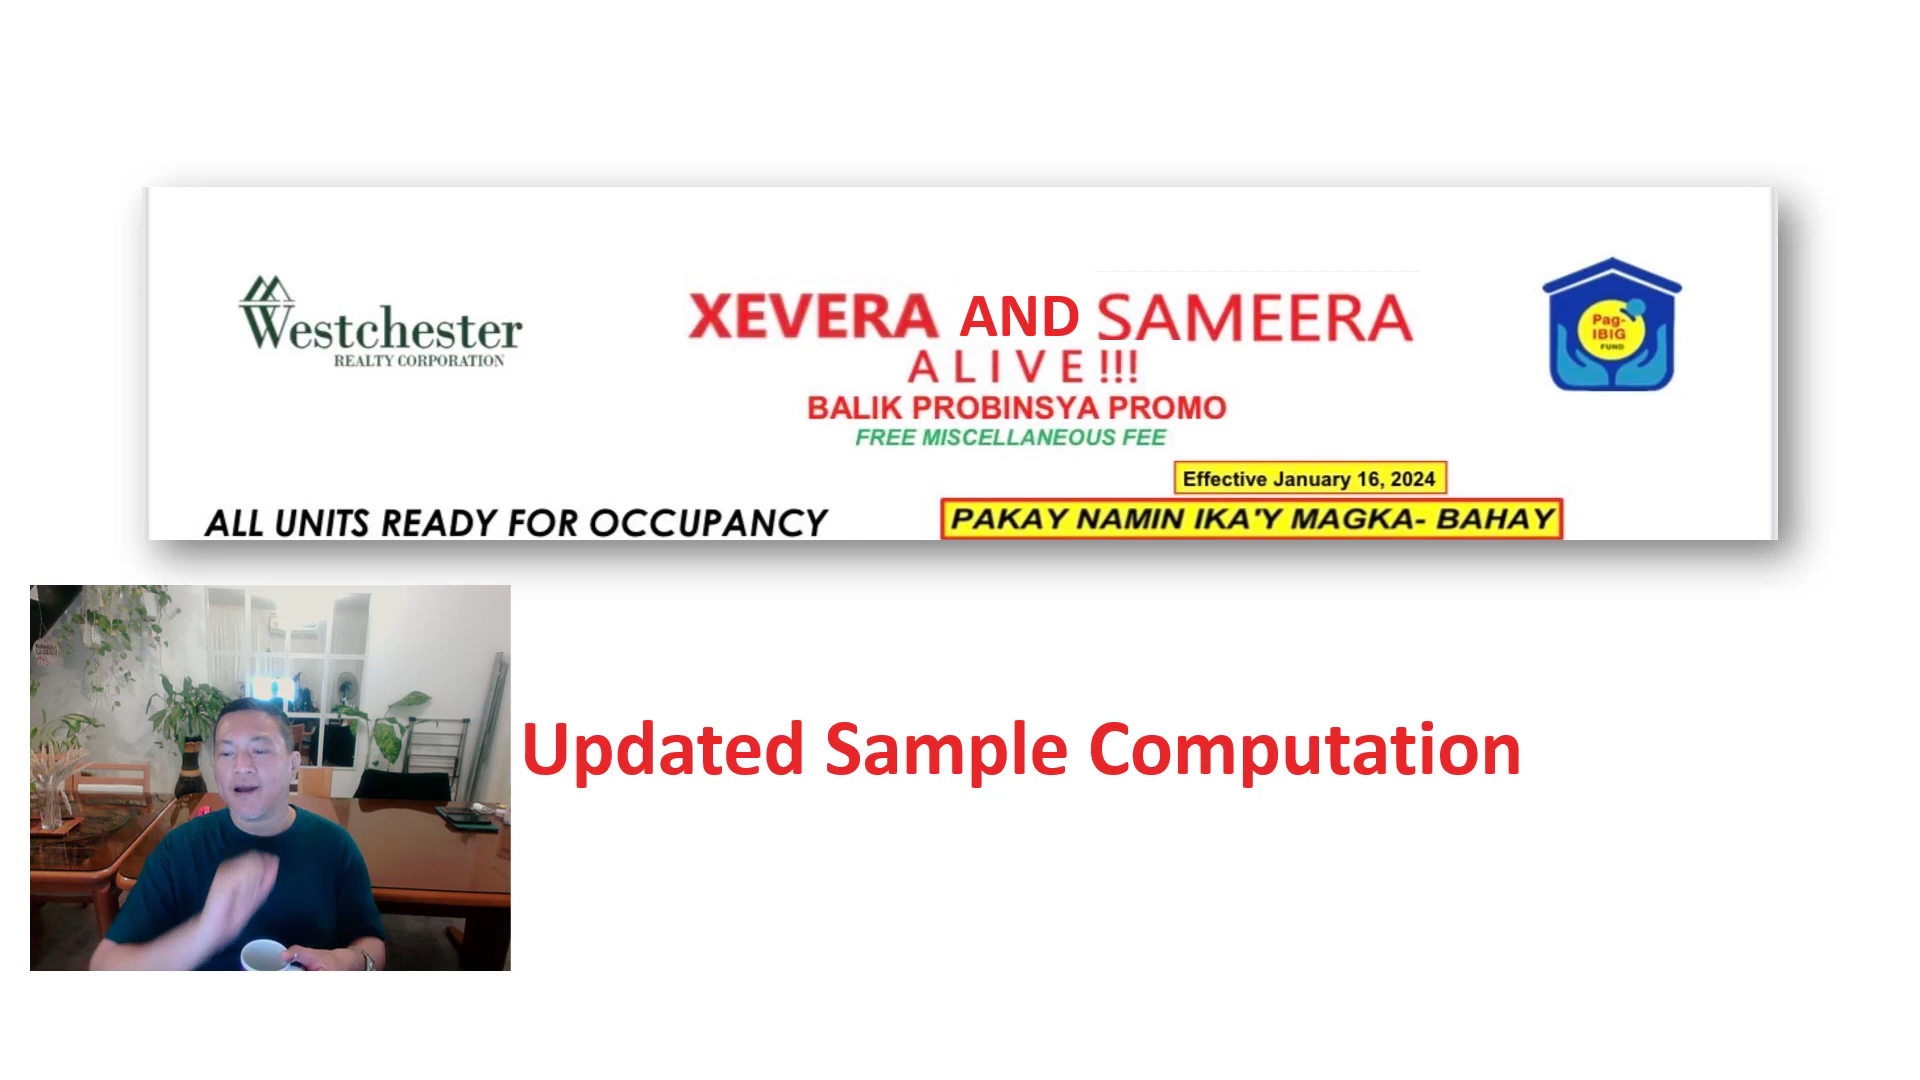 Westchester
REALTY CORPORATION
XEVERA AND SAMEERA
ALIVE!!!
BALIK PROBINSYA PROMO
FREE MISCELLANEOUS FEE
Pag-
IBIG
FUND
Effective January 16, 2024
ALL UNITS READY FOR OCCUPANCY
PAKAY NAMIN IKA'Y MAGKA- BAHAY
Updated Sample Computation